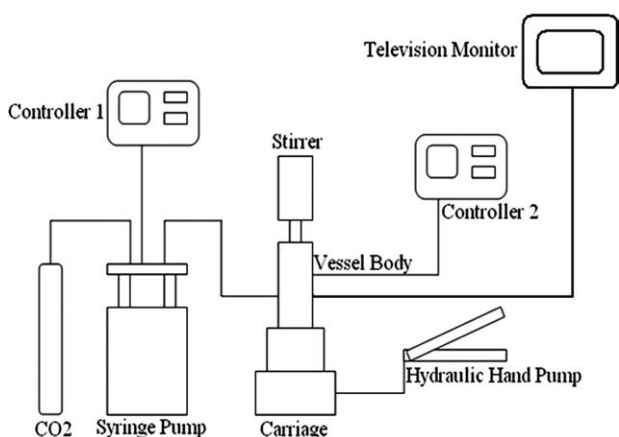 Television Monitor
Controller 1
Stirrer
Controller 2
Vessel Body
Hydraulic Hand Pump
CO2
Syringe Pump
Carriage